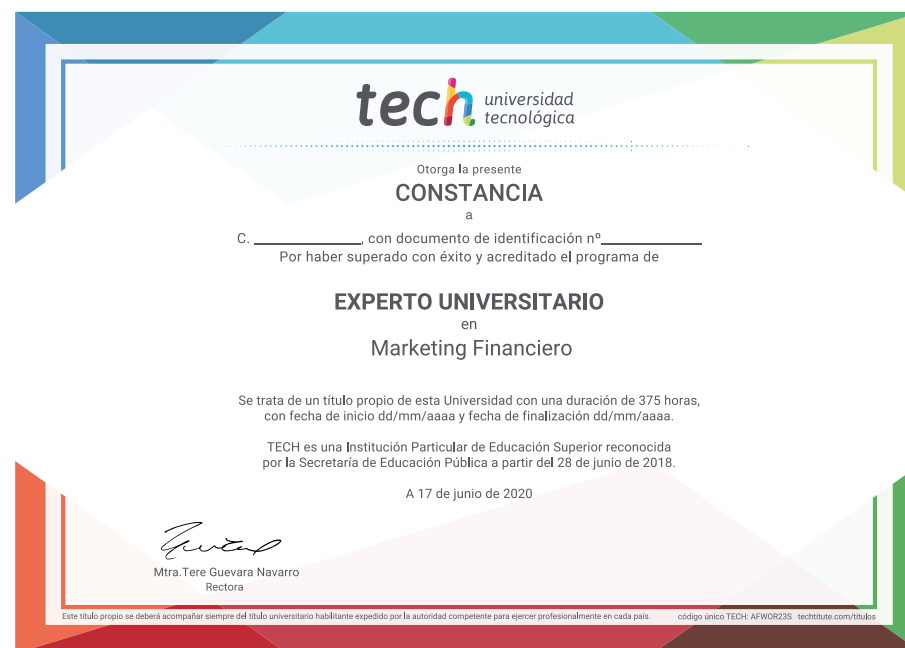 tech universidad
tecnológica
Otorga la presente
CONSTANCIA
a
C. ____________, con documento de identificación nº____________
Por haber superado con éxito y acreditado el programa de
EXPERTO UNIVERSITARIO
en
Marketing Financiero
Se trata de un título propio de esta Universidad con una duración de 375 horas,
con fecha de inicio dd/mm/aaaa y fecha de finalización dd/mm/aaaa.
TECH es una Institución Particular de Educación Superior reconocida
por la Secretaría de Educación Pública a partir del 28 de junio de 2018.
A 17 de junio de 2020
Mtra.Tere Guevara Navarro
Rectora
Este título propio se deberá acompañar siempre del título universitario habilitante expedido por la autoridad competente para ejercer profesionalmente en cada país. código único TECH: AFWOR23S techtitute.com/titulos